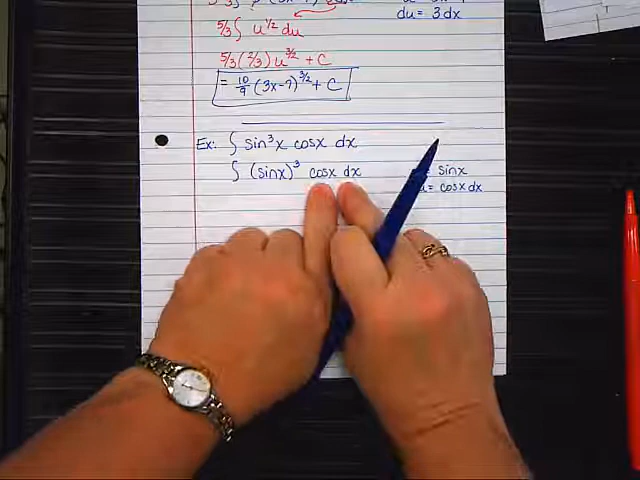 du = 3dx
5/3 ∫ u^1/2 du
5/3 (2/3) u^3/2 + C
= 10/9 (3x-7)^3/2 + C
Ex: ∫ sin³x cosx dx
∫ (sinx)³ cosx dx
= sinx
u = cosx dx